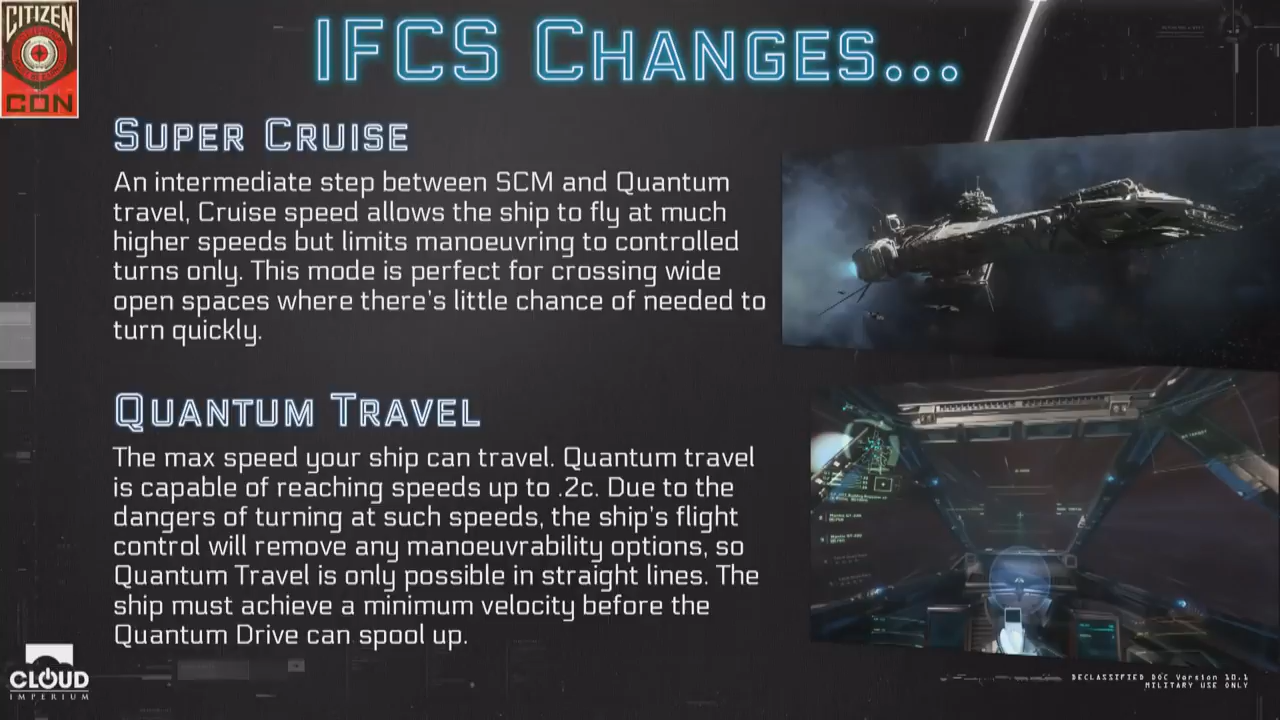 CITIZEN
CON
IFCS CHANGES...
SUPER CRUISE
An intermediate step between SCM and Quantum
travel, Cruise speed allows the ship to fly at much
higher speeds but limits manoeuvring to controlled
turns only. This mode is perfect for crossing wide
open spaces where there's little chance of needed to
turn quickly.
QUANTUM TRAVEL
The max speed your ship can travel. Quantum travel
is capable of reaching speeds up to .2c. Due to the
dangers of turning at such speeds, the ship's flight
control will remove any manoeuvrability options, so
Quantum Travel is only possible in straight lines. The
ship must achieve a minimum velocity before the
Quantum Drive can spool up.
CLOUD
IMPERIUM
DECLASSIFIED DOC Version 10.1
MILITARY USE ONLY